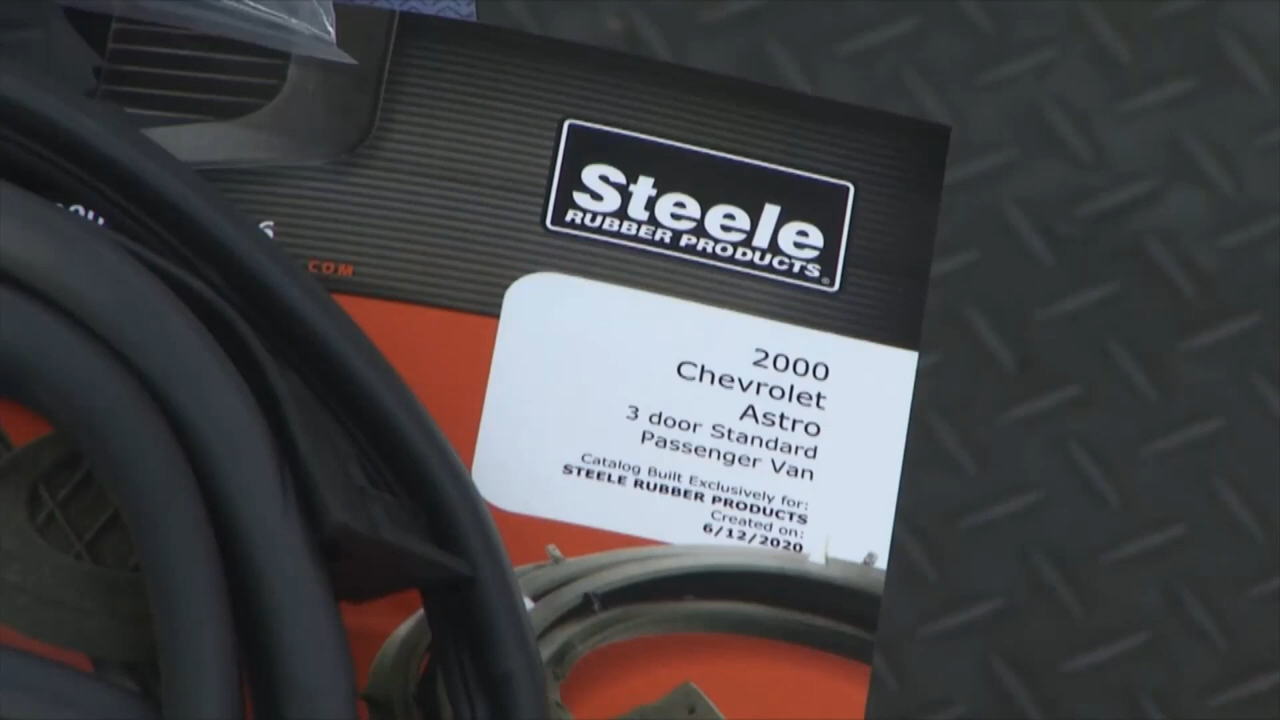 Steele
RUBBER PRODUCTS®
.COM
2000
Chevrolet
Astro
3 door Standard
Passenger Van
Catalog Built Exclusively for:
STEELE RUBBER PRODUCTS
Created on:
6/12/2020